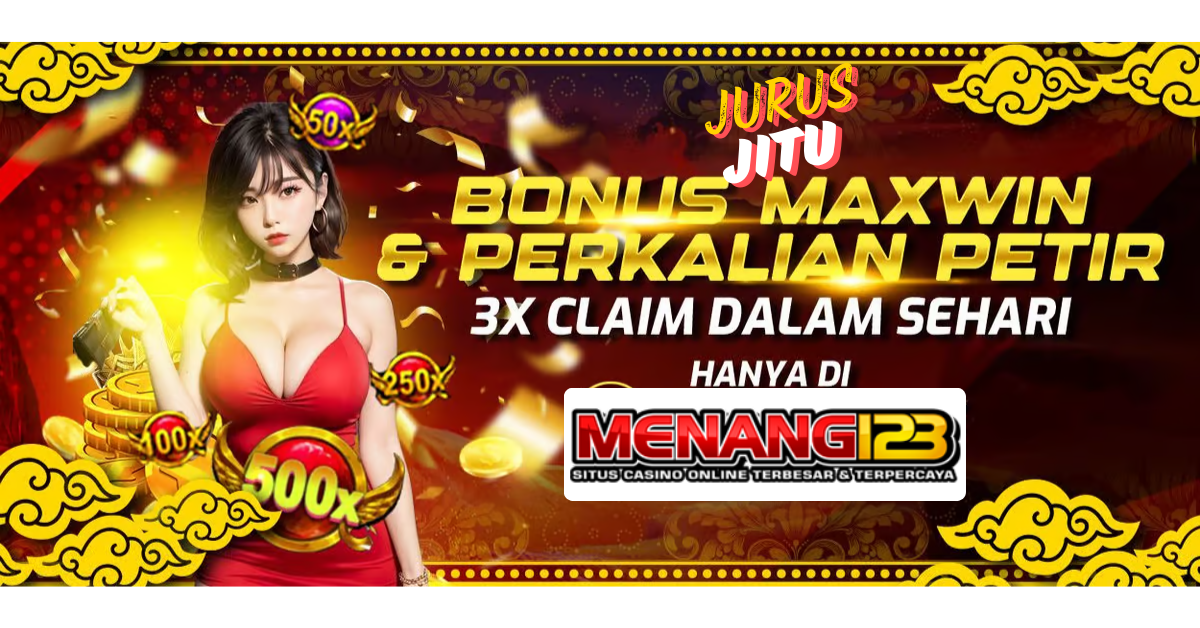 50x
JURUS
JITU
BONUS MAXWIN
& PERKALIAN PETIR
3X CLAIM DALAM SEHARI
HANYA DI
250X
MENANG123
SITUS CASINO ONLINE TERBESAR & TERPERCAYA
100x
500x